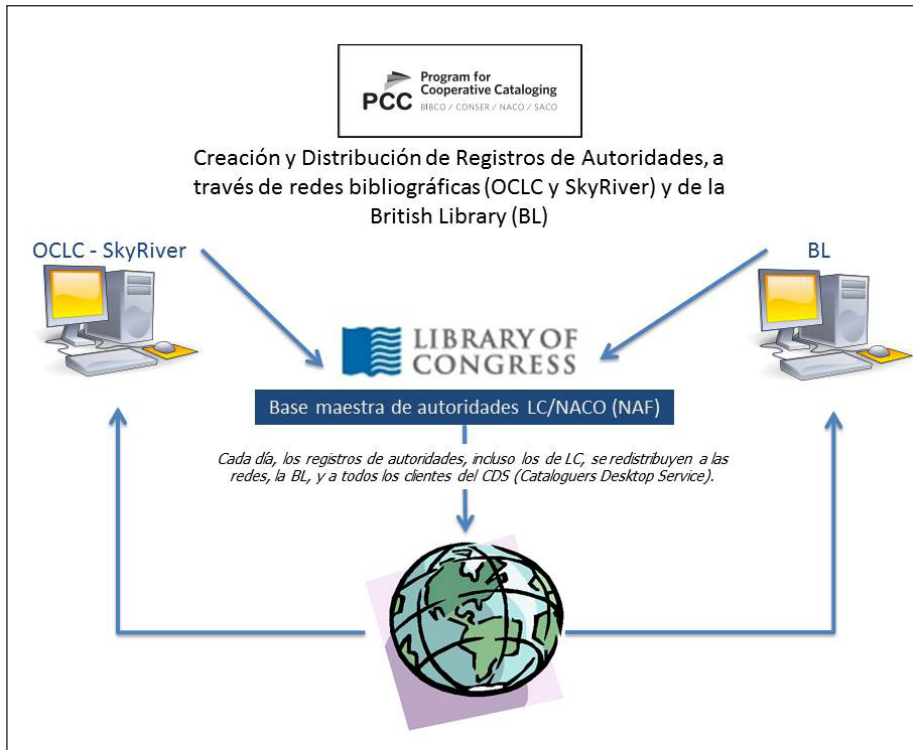 PCC
Program for
Cooperative Cataloging
BIBCO / CONSER / NACO / SACO
Creación y Distribución de Registros de Autoridades, a
través de redes bibliográficas (OCLC y SkyRiver) y de la
British Library (BL)
OCLC - SkyRiver
BL
LIBRARY OF
CONGRESS
Base maestra de autoridades LC/NACO (NAF)
Cada día, los registros de autoridades, incluso los de LC, se redistribuyen a las
redes, la BL, y a todos los clientes del CDS (Cataloguers Desktop Service).